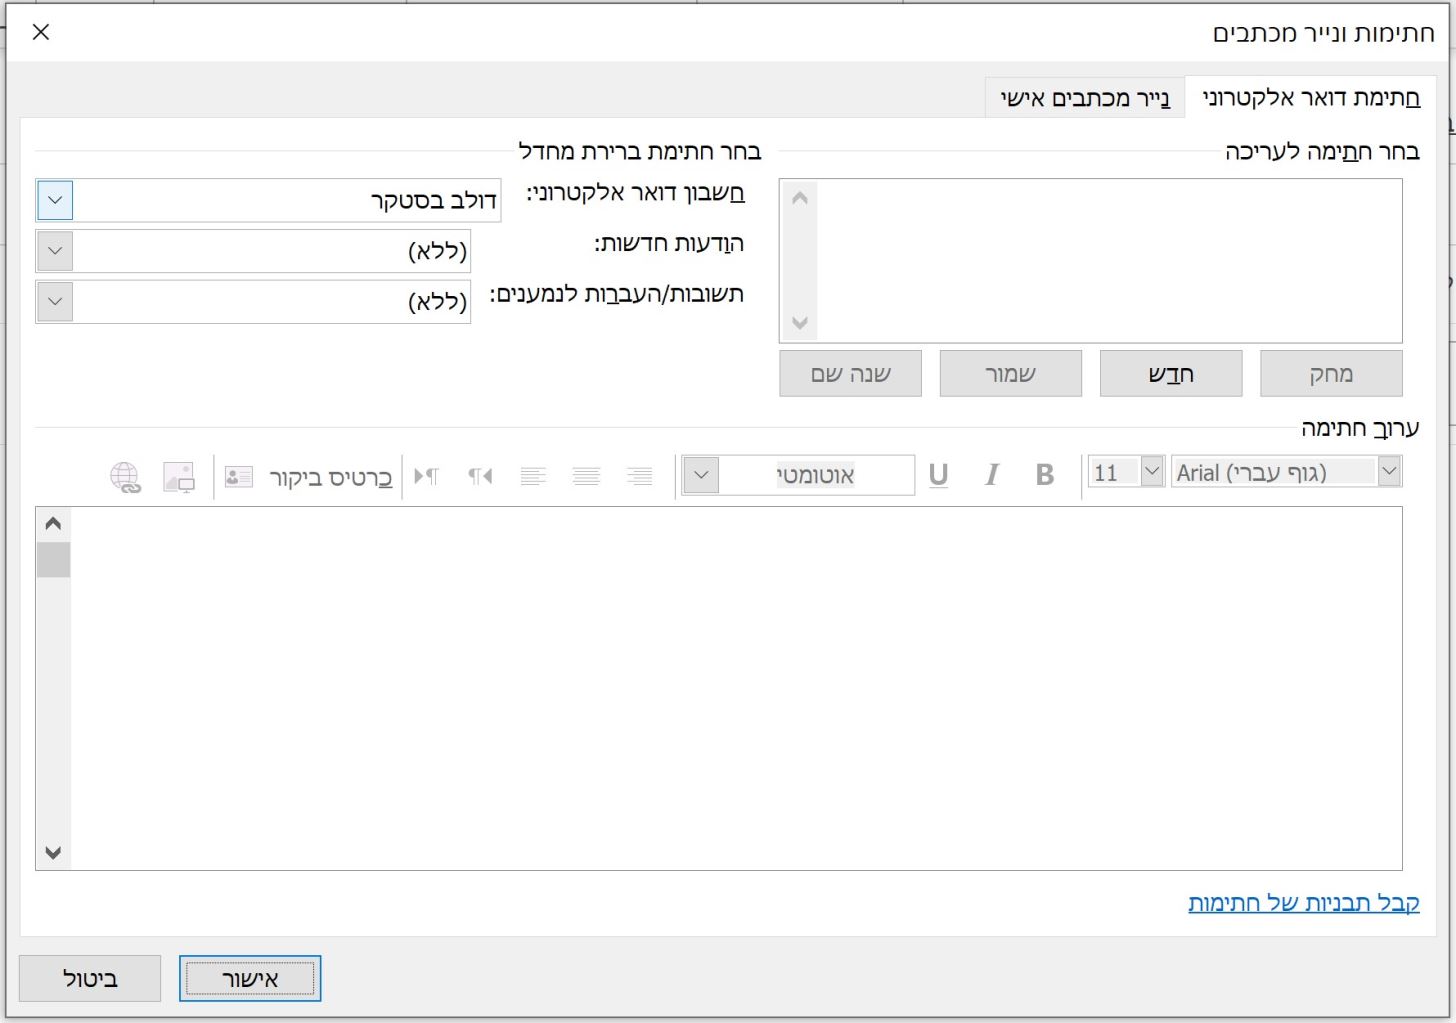 חתימות ונייר מכתבים
חתימת דואר אלקטרוני
נייר מכתבים אישי
בחר חתימה לעריכה
בחר חתימת ברירת מחדל
חשבון דואר אלקטרוני:
דולב בסטקר
הודעות חדשות:
(ללא)
תשובות/העברות לנמענים:
(ללא)
מחק
חדש
שמור
שנה שם
ערוך חתימה
Arial (גוף עברי)
11
B
I
U
אוטומטי
כרטיס ביקור
קבל תבניות של חתימות
אישור
ביטול